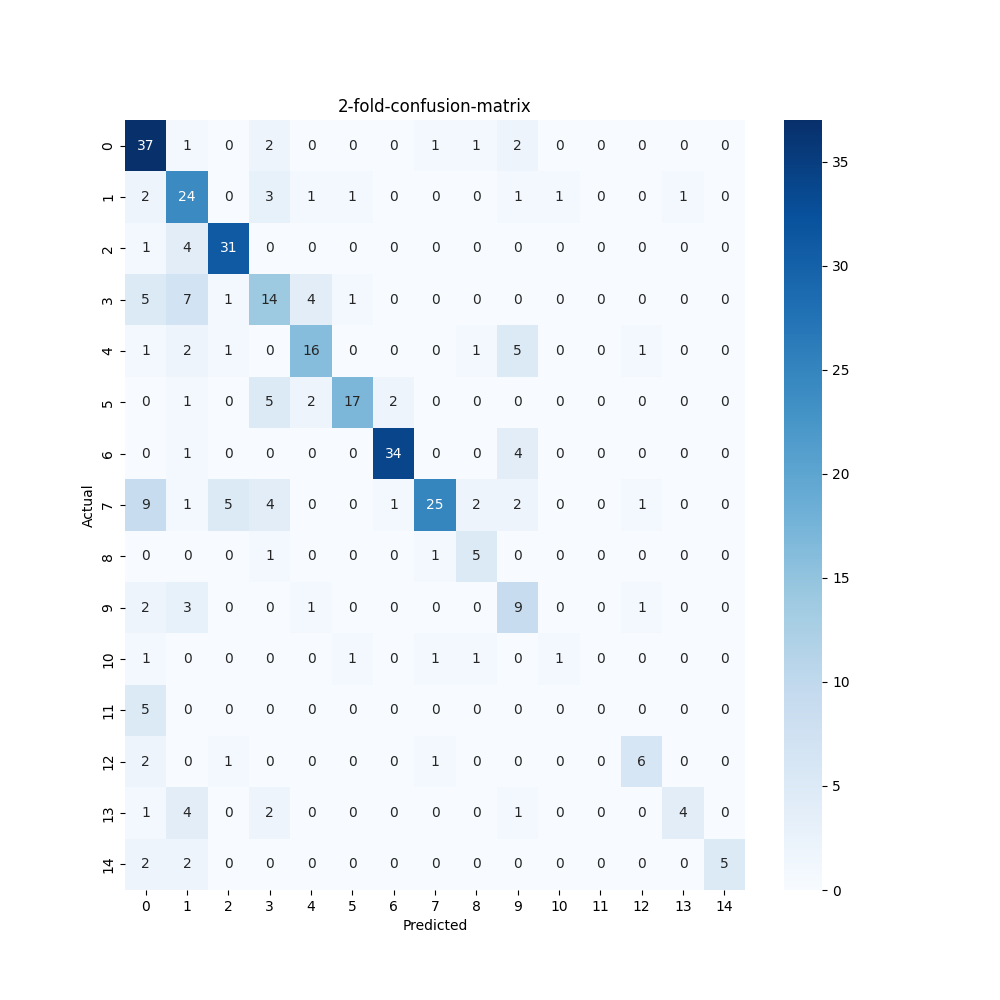 2-fold-confusion-matrix
0 37 1 0 2 0 0 0 1 1 2 0 0 0 0 0
1 2 24 0 3 1 1 0 0 0 1 1 0 0 1 0
2 1 4 31 0 0 0 0 0 0 0 0 0 0 0 0
3 5 7 1 14 4 1 0 0 0 0 0 0 0 0 0
4 1 2 1 0 16 0 0 0 1 5 0 0 1 0 0
5 0 1 0 5 2 17 2 0 0 0 0 0 0 0 0
6 0 1 0 0 0 0 34 0 0 4 0 0 0 0 0
7 9 1 5 4 0 0 1 25 2 2 0 0 1 0 0
8 0 0 0 1 0 0 0 1 5 0 0 0 0 0 0
9 2 3 0 0 1 0 0 0 0 9 0 0 1 0 0
10 1 0 0 0 0 1 0 1 1 0 1 0 0 0 0
11 5 0 0 0 0 0 0 0 0 0 0 0 0 0 0
12 2 0 1 0 0 0 0 1 0 0 0 0 6 0 0
13 1 4 0 2 0 0 0 0 0 1 0 0 0 4 0
14 2 2 0 0 0 0 0 0 0 0 0 0 0 0 5
0 1 2 3 4 5 6 7 8 9 10 11 12 13 14
Predicted
Actual
35
30
25
20
15
10
5
0